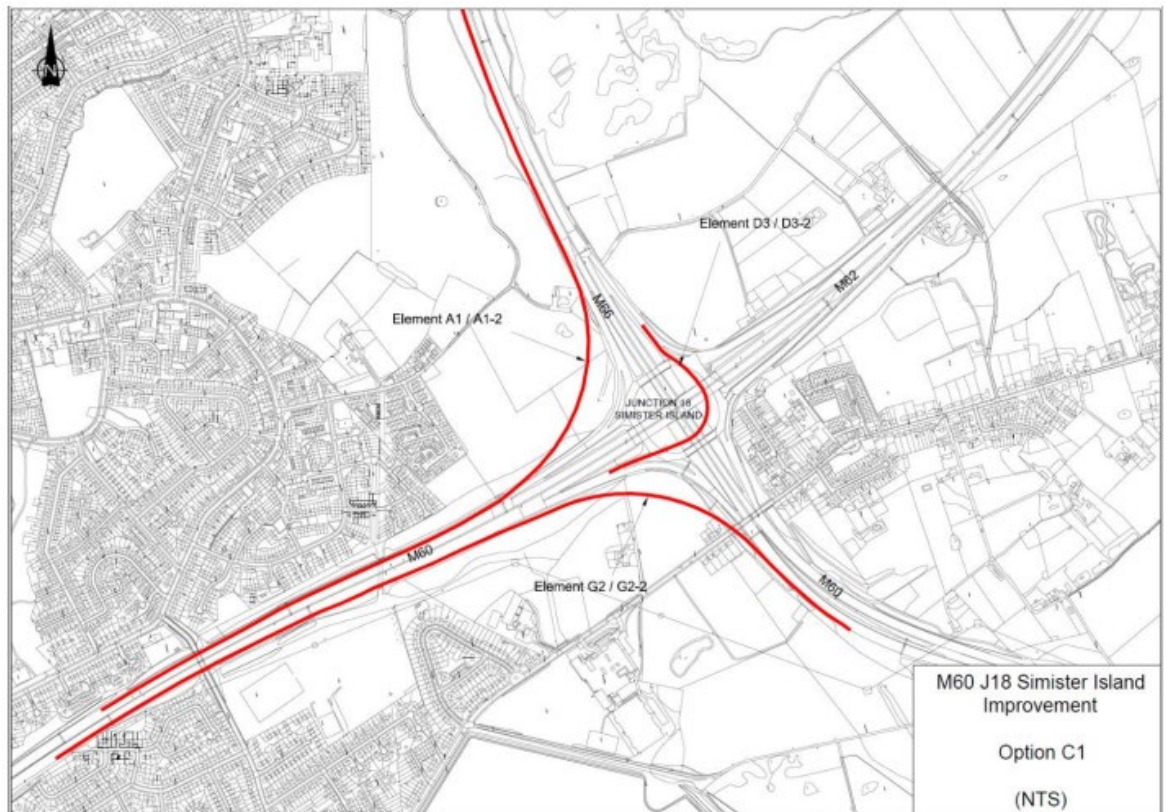 N
Element D3 / D3-2
M62
M66
Element A1 / A1-2
JUNCTION 18
SIMISTER ISLAND
M60
Element G2 / G2-2
M60
M60 J18 Simister Island
Improvement
Option C1
(NTS)